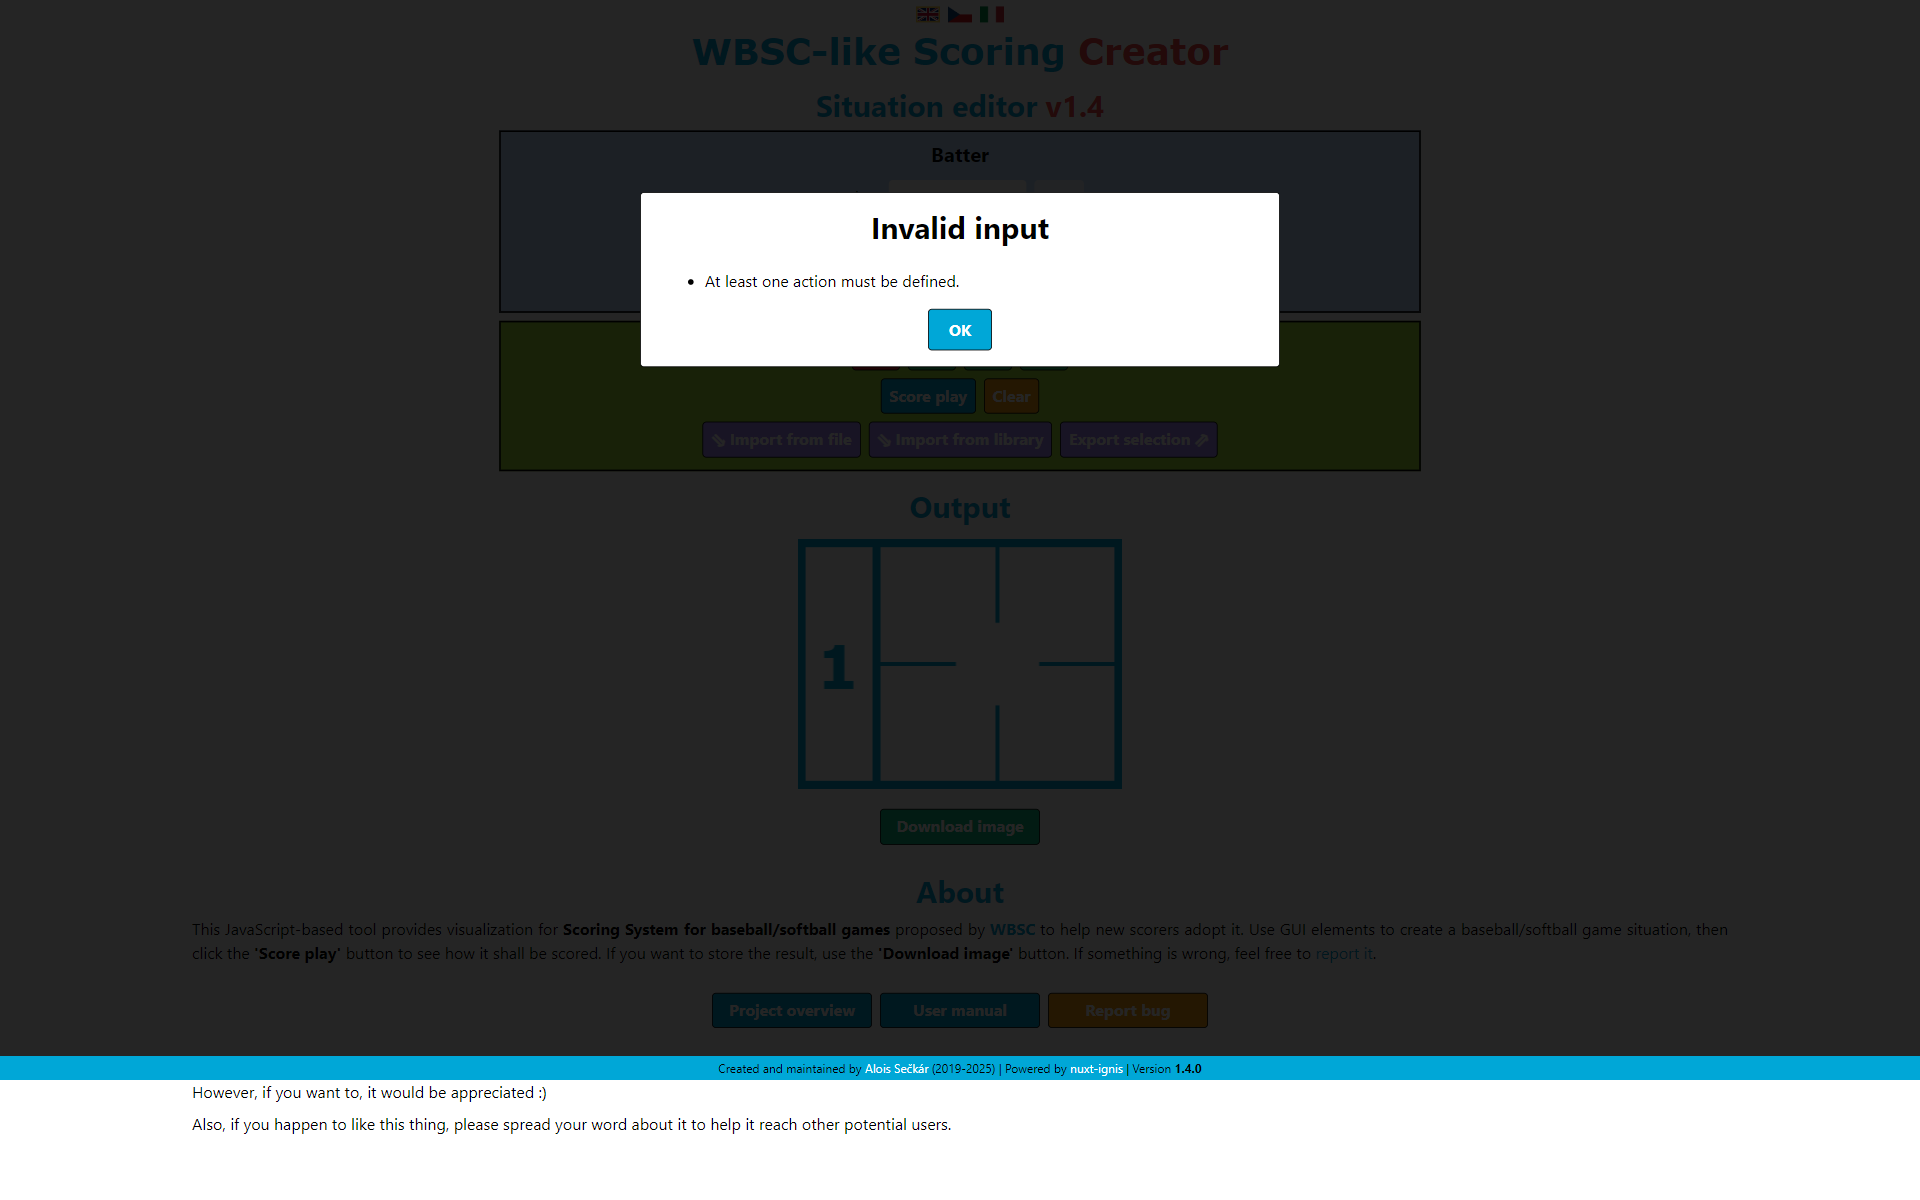 WBSC-like Scoring Creator
Situation editor v1.4
Batter
Invalid input
At least one action must be defined.
OK
Score play
Clear
⇘ Import from file
⇘ Import from library
Export selection ⇗
Output
1
Download image
About
This JavaScript-based tool provides visualization for Scoring System for baseball/softball games proposed by WBSC to help new scorers adopt it. Use GUI elements to create a baseball/softball game situation, then
click the 'Score play' button to see how it shall be scored. If you want to store the result, use the 'Download image' button. If something is wrong, feel free to report it.
Project overview
User manual
Report bug
Created and maintained by Alois Sečkár (2019-2025) | Powered by nuxt-ignis | Version 1.4.0
However, if you want to, it would be appreciated :)
Also, if you happen to like this thing, please spread your word about it to help it reach other potential users.